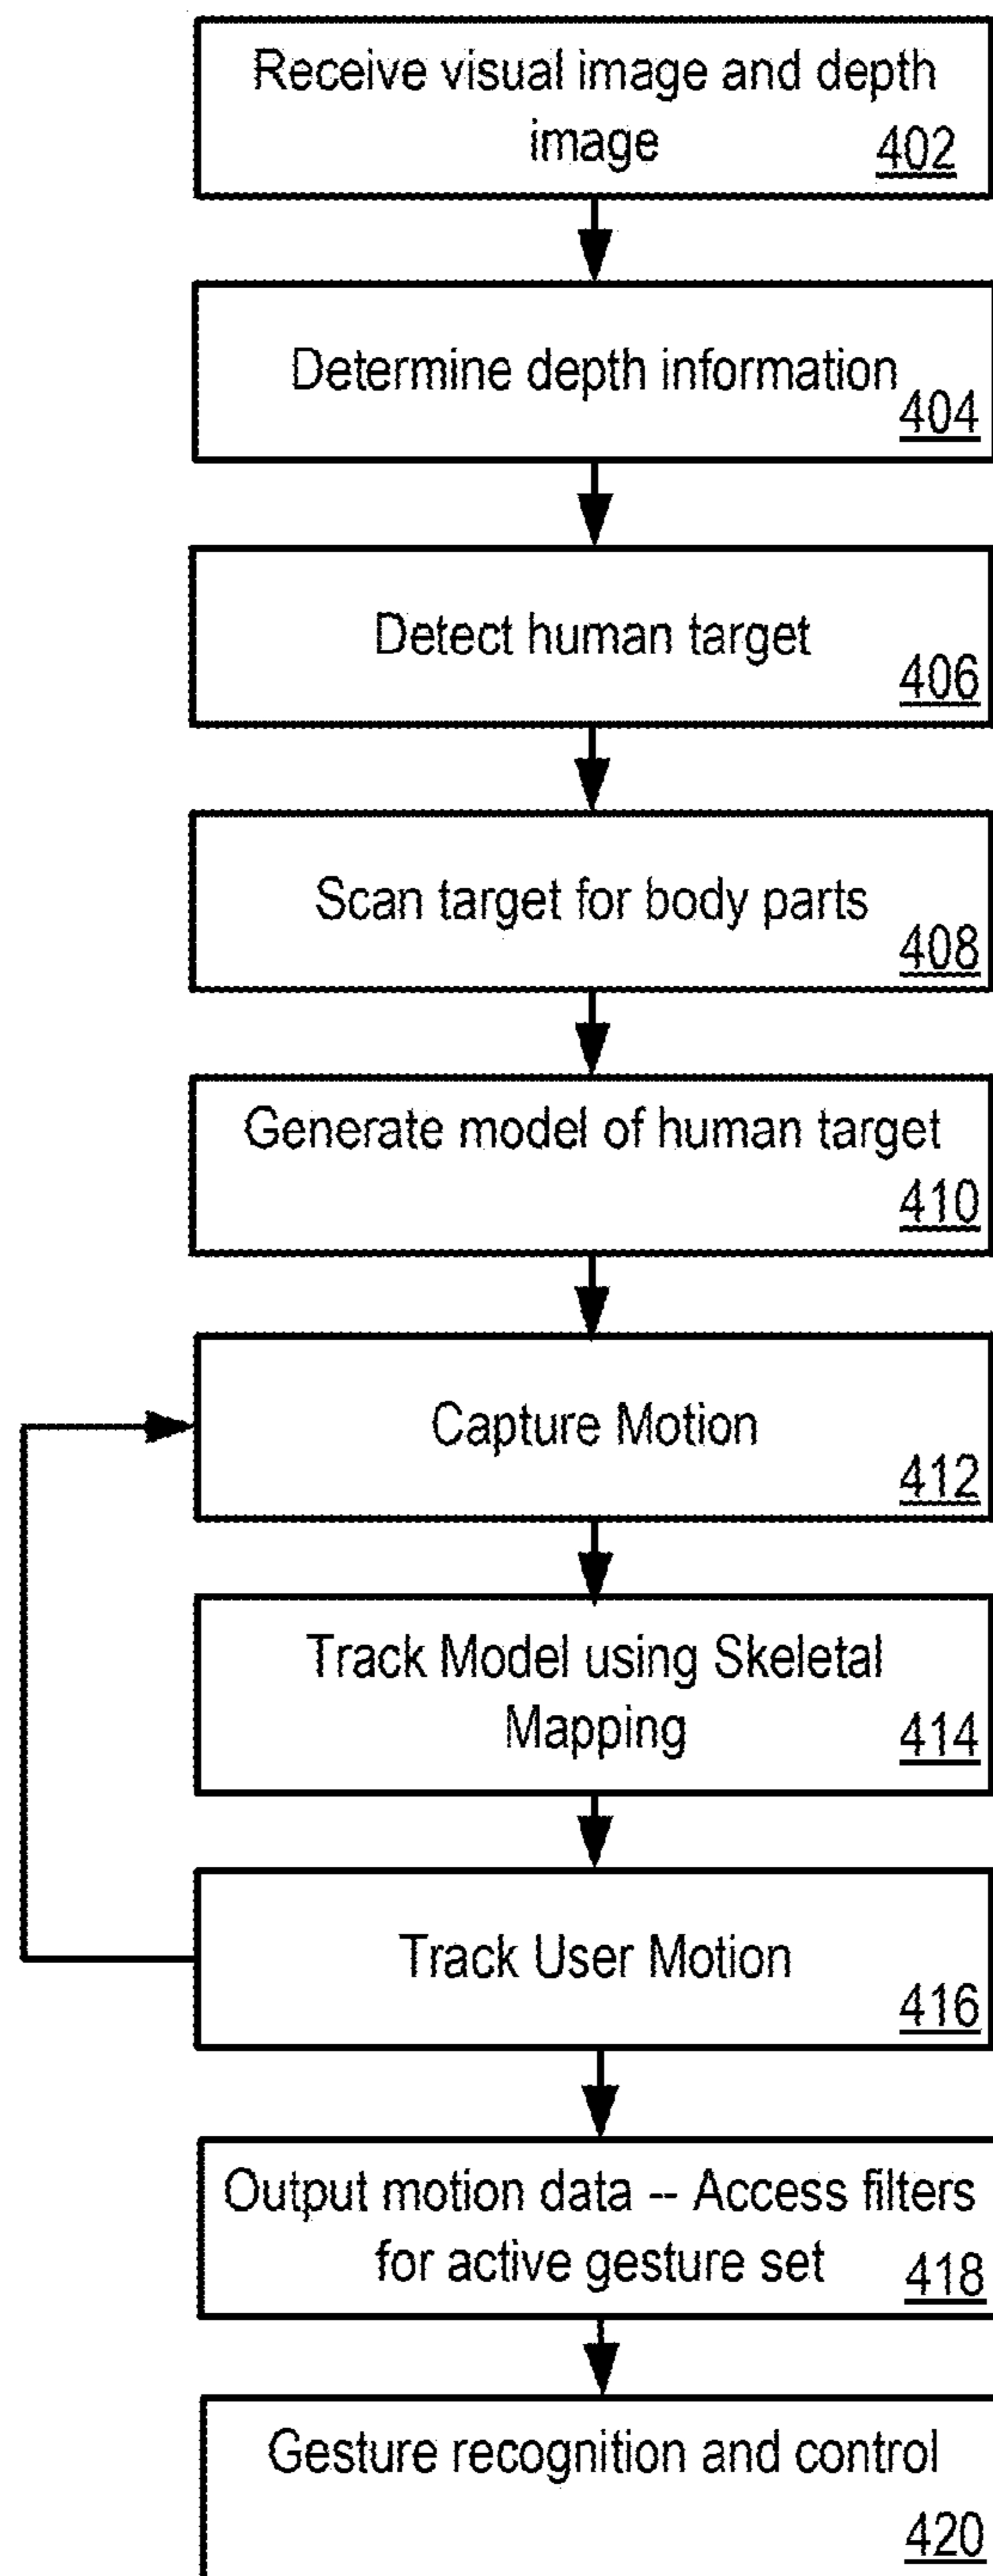 Receive visual image and depth
image 402
Determine depth information
404
Detect human target
406
Scan target for body parts
408
Generate model of human target
410
Capture Motion
412
Track Model using Skeletal
Mapping 414
Track User Motion
416
Output motion data -- Access filters
for active gesture set 418
Gesture recognition and control
420